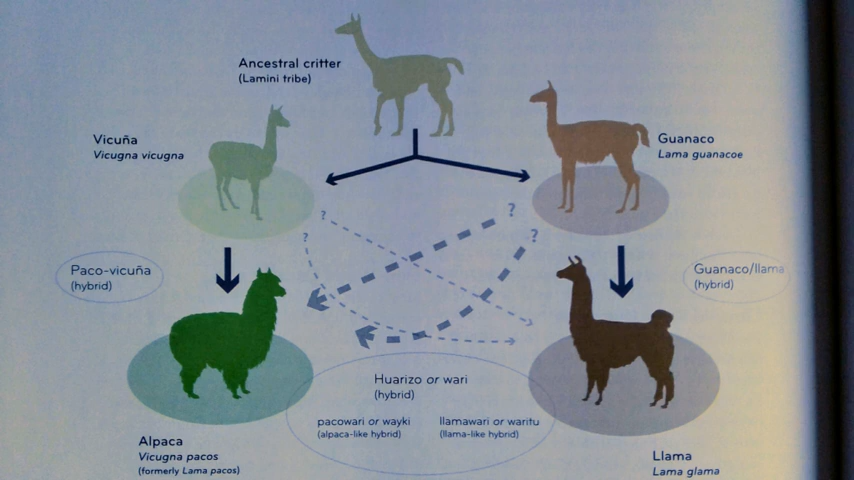 Ancestral critter
(Lamini tribe)
Vicuña
Vicugna vicugna
Guanaco
Lama guanacoe
?
?
?
?
Paco-vicuña
(hybrid)
Guanaco/llama
(hybrid)
Huarizo or wari
(hybrid)
pacowari or wayki
(alpaca-like hybrid)
llamawari or waritu
(llama-like hybrid)
Alpaca
Vicugna pacos
(formerly Lama pacos)
Llama
Lama glama